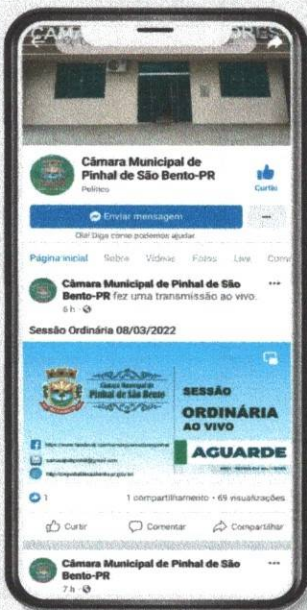 Câmara Municipal de
Pinhal de São Bento-PR
Político
Curtir
Enviar mensagem
Olá! Diga como podemos ajudar
Página inicial Sobre Vídeos Fotos Live
Câmara Municipal de São
Bento-PR fez uma transmissão ao vivo.
6 h
Sessão Ordinária 08/03/2022
Câmara Municipal de
Pinhal de São Bento
SESSÃO
ORDINÁRIA
AO VIVO
AGUARDE
1
1 compartilhamento • 69 visualizações
Curtir Comentar Compartilhar
Câmara Municipal de Pinhal de São
Bento-PR
7 h